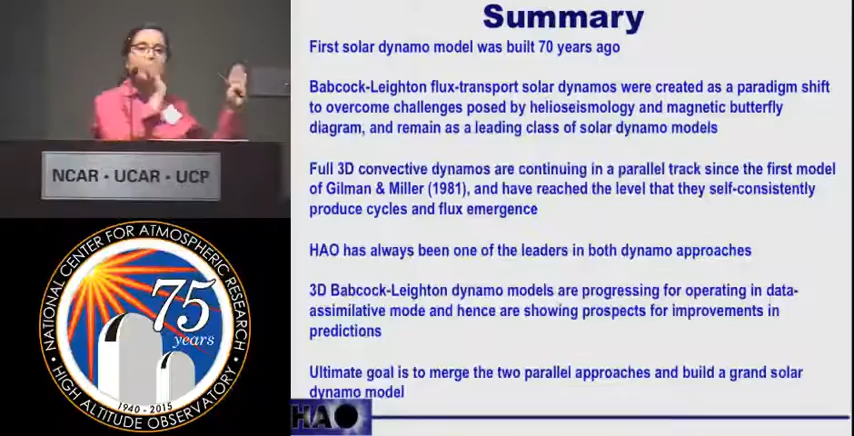 Summary
First solar dynamo model was built 70 years ago
Babcock-Leighton flux-transport solar dynamos were created as a paradigm shift
to overcome challenges posed by helioseismology and magnetic butterfly
diagram, and remain as a leading class of solar dynamo models
Full 3D convective dynamos are continuing in a parallel track since the first model
of Gilman & Miller (1981), and have reached the level that they self-consistently
produce cycles and flux emergence
HAO has always been one of the leaders in both dynamo approaches
3D Babcock-Leighton dynamo models are progressing for operating in data-
assimilative mode and hence are showing prospects for improvements in
predictions
Ultimate goal is to merge the two parallel approaches and build a grand solar
dynamo model
HAO
NCAR · UCAR · UCP
NATIONAL CENTER FOR ATMOSPHERIC RESEARCH
75
years
1940 - 2015
HIGH ALTITUDE OBSERVATORY